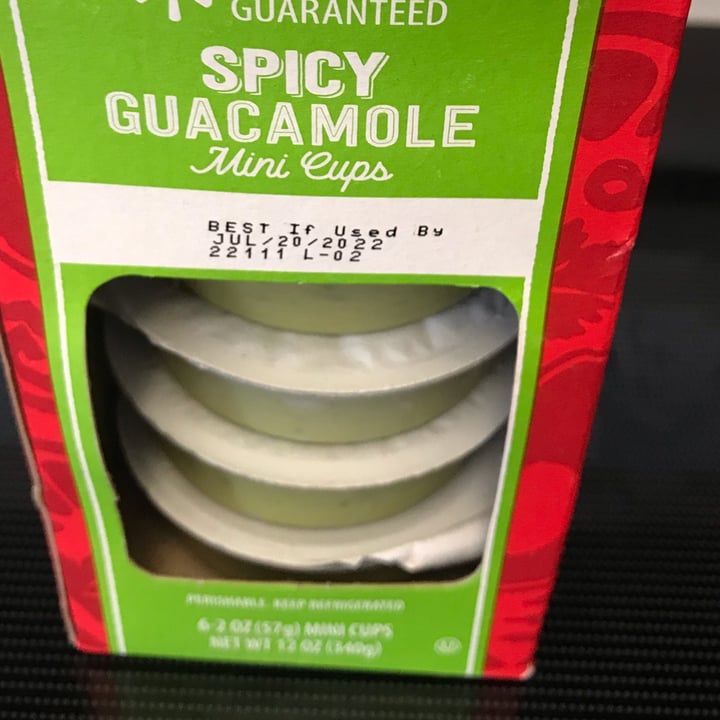 GUARANTEED
SPICY
GUACAMOLE
Mini Cups
BEST If Used By
JUL/20/2022
22111 L-02
PERISHABLE. KEEP REFRIGERATED
6-2 OZ (57g) MINI CUPS
NET WT 12 OZ (340g)